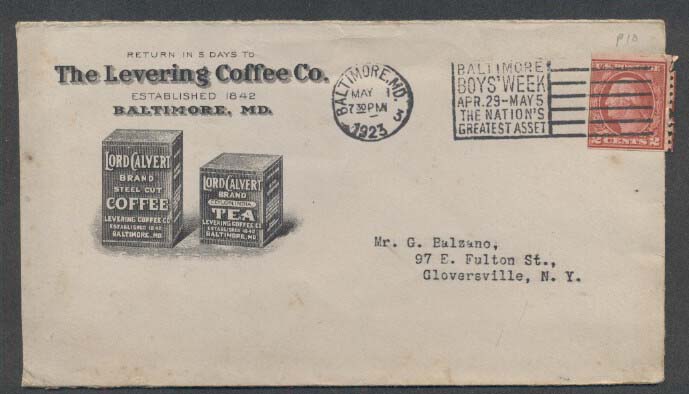 P10
RETURN IN 5 DAYS TO
The Levering Coffee Co.
ESTABLISHED 1842
BALTIMORE, MD.
LORD CALVERT
BRAND
STEEL CUT
COFFEE
LEVERING COFFEE CO
ESTABLISHED 1842
BALTIMORE, MD
LORD CALVERT
BRAND
CEYLON INDIA
TEA
LEVERING COFFEE CO
ESTABLISHED 1842
BALTIMORE, MD
BALTIMORE, MD. 3
MAY 1
7 30 PM
1923
BALTIMORE
BOYS' WEEK
APR. 29-MAY 5
THE NATION'S
GREATEST ASSET
2 CENTS 2
Mr. G. Balzano,
97 E. Fulton St.,
Gloversville, N. Y.